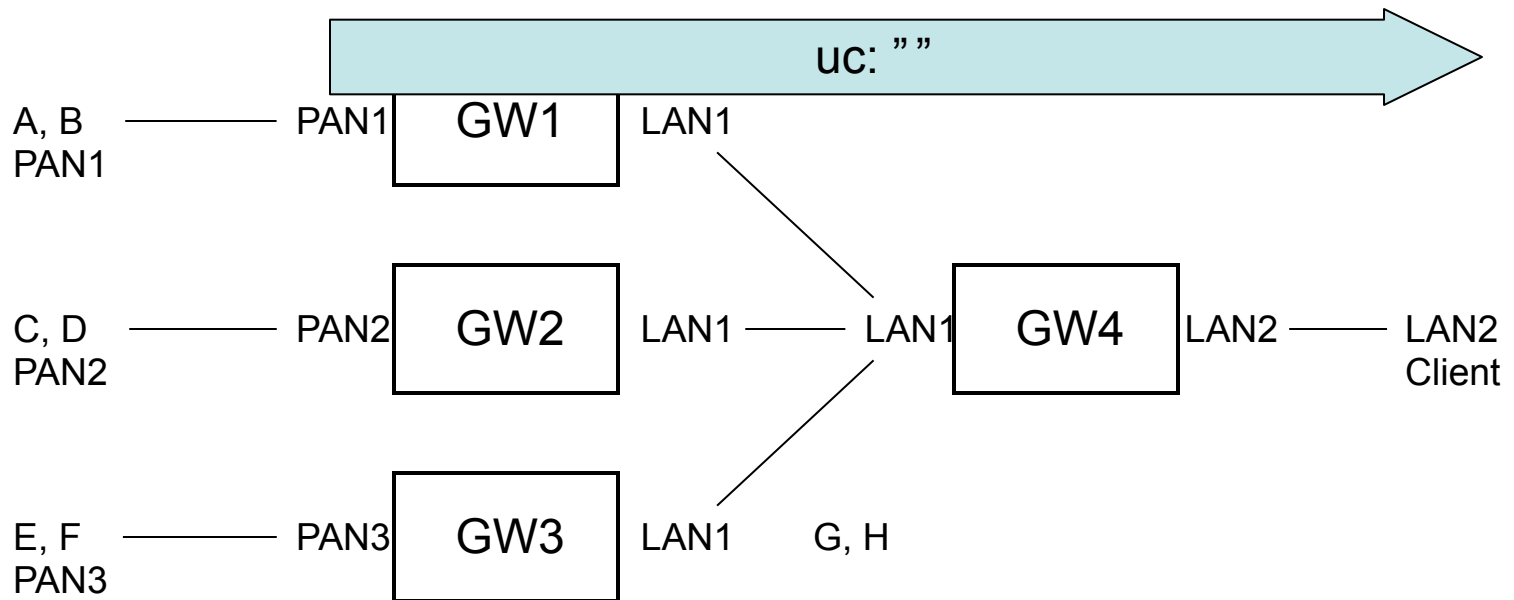 uc: ” ”
A, B
PAN1
PAN1
GW1
LAN1
C, D
PAN2
PAN2
GW2
LAN1
LAN1
GW4
LAN2
LAN2
Client
E, F
PAN3
PAN3
GW3
LAN1
G, H